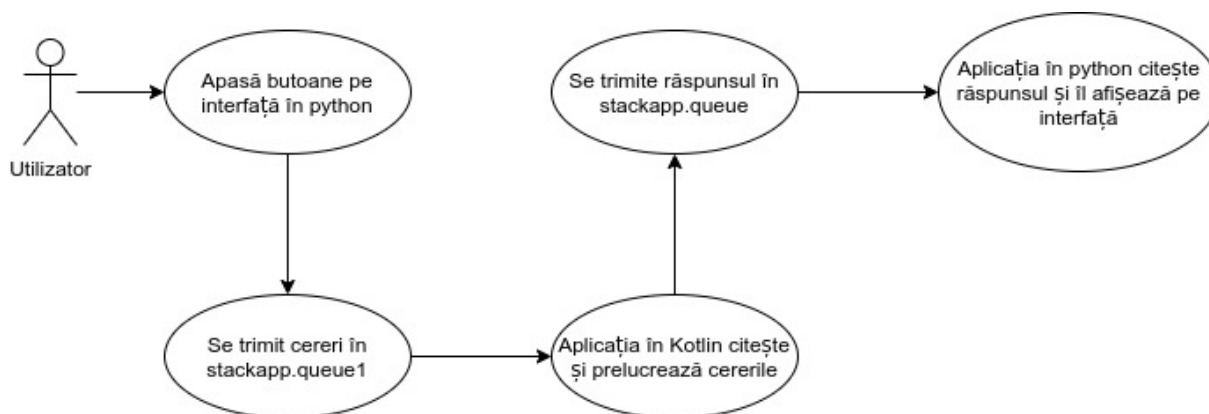 Utilizator
Apasă butoane pe
interfață în python
Se trimit cereri în
stackapp.queue1
Aplicația în Kotlin citește
și prelucrează cererile
Se trimite răspunsul în
stackapp.queue
Aplicația în python citește
răspunsul și îl afișează pe
interfață